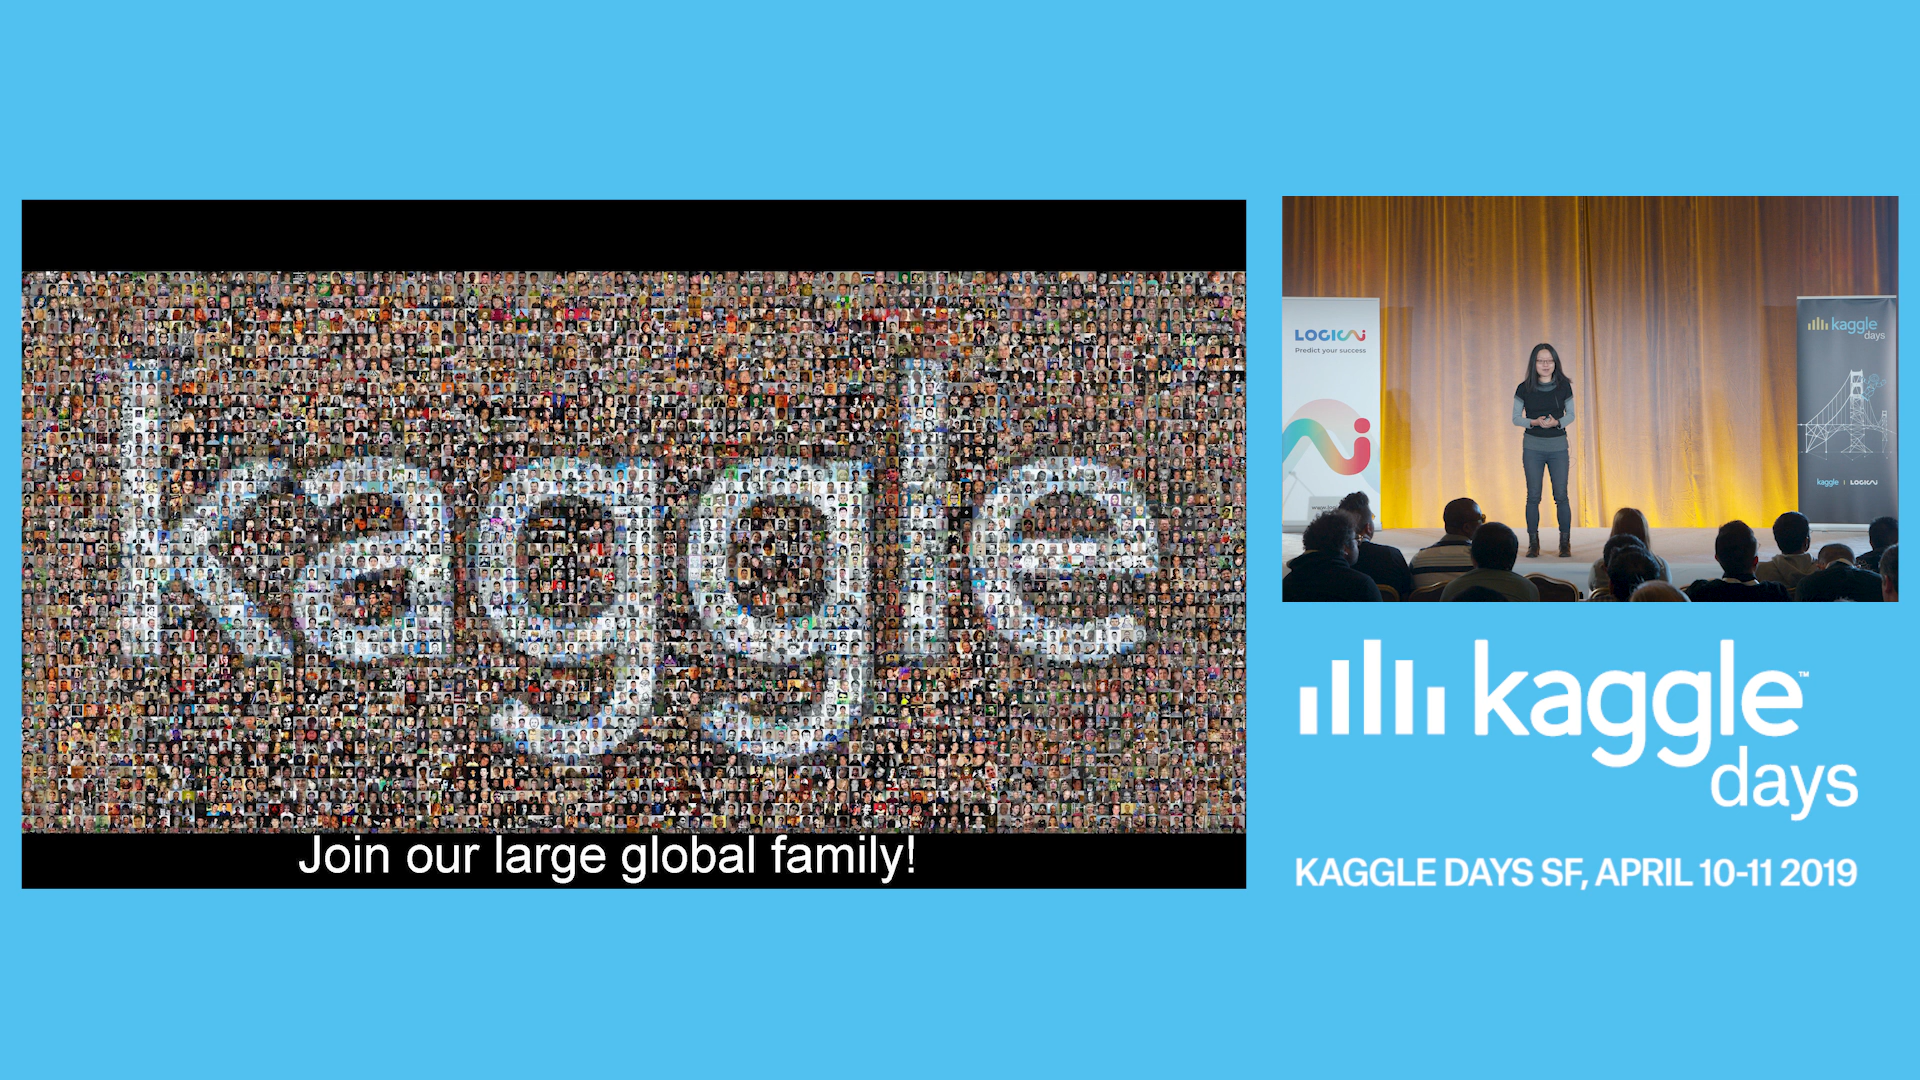 kaggle
Join our large global family!
LOGICAI
Predict your success
kaggle
days
kaggle | LOGICAI
kaggle™
days
KAGGLE DAYS SF, APRIL 10-11 2019